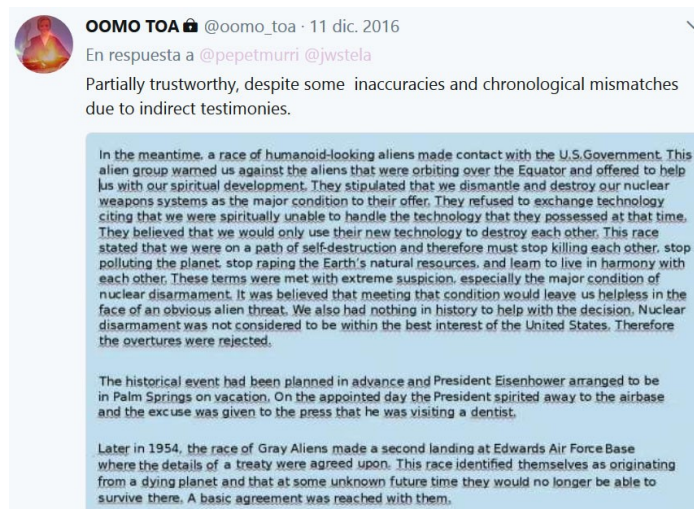 OOMO TOA @oomo_toa · 11 dic. 2016
En respuesta a @pepetmurri @jwstela
Partially trustworthy, despite some inaccuracies and chronological mismatches
due to indirect testimonies.
In the meantime, a race of humanoid-looking aliens made contact with the U.S.Government. This
alien group warned us against the aliens that were orbiting over the Equator and offered to help
us with our spiritual development. They stipulated that we dismantle and destroy our nuclear
weapons systems as the major condition to their offer. They refused to exchange technology
citing that we were spiritually unable to handle the technology that they possessed at that time.
They believed that we would only use their new technology to destroy each other. This race
stated that we were on a path of self-destruction and therefore must stop killing each other, stop
polluting the planet, stop raping the Earth's natural resources, and learn to live in harmony with
each other. These terms were met with extreme suspicion, especially the major condition of
nuclear disarmament. It was believed that meeting that condition would leave us helpless in the
face of an obvious alien threat. We also had nothing in history to help with the decision. Nuclear
disarmament was not considered to be within the best interest of the United States. Therefore
the overtures were rejected.
The historical event had been planned in advance and President Eisenhower arranged to be
in Palm Springs on vacation. On the appointed day the President spirited away to the airbase
and the excuse was given to the press that he was visiting a dentist.
Later in 1954, the race of Gray Aliens made a second landing at Edwards Air Force Base
where the details of a treaty were agreed upon. This race identified themselves as originating
from a dying planet and that at some unknown future time they would no longer be able to
survive there. A basic agreement was reached with them.